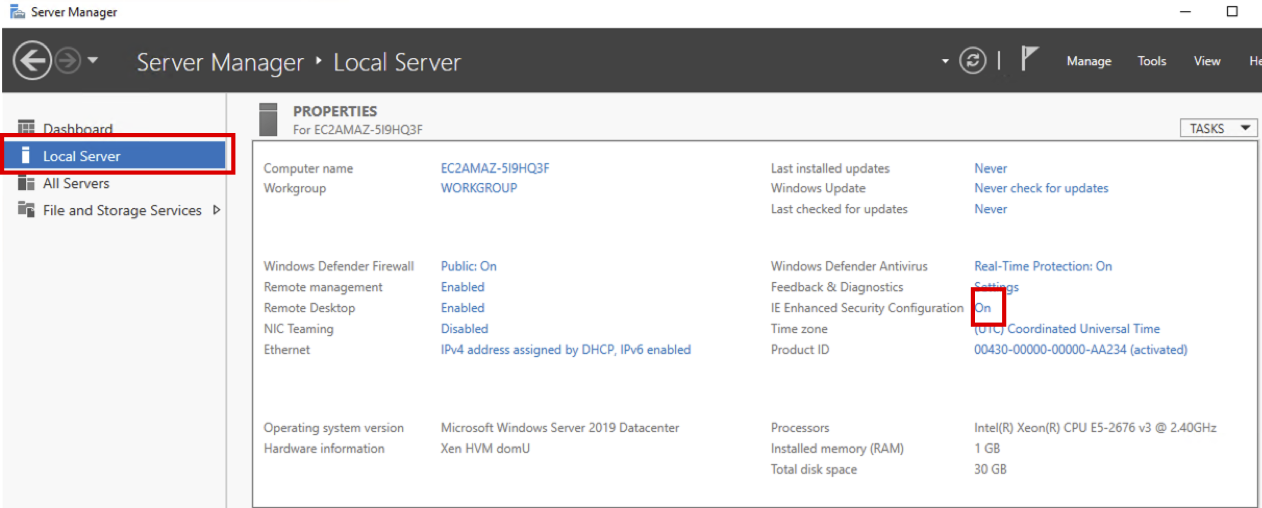 Server Manager
Server Manager ‣ Local Server
Manage Tools View He
Dashboard
Local Server
All Servers
File and Storage Services
PROPERTIES
For EC2AMAZ-5I9HQ3F
TASKS
Computer name EC2AMAZ-5I9HQ3F
Workgroup WORKGROUP
Last installed updates Never
Windows Update Never check for updates
Last checked for updates Never
Windows Defender Firewall Public: On
Remote management Enabled
Remote Desktop Enabled
NIC Teaming Disabled
Ethernet IPv4 address assigned by DHCP, IPv6 enabled
Windows Defender Antivirus Real-Time Protection: On
Feedback & Diagnostics Settings
IE Enhanced Security Configuration On
Time zone (UTC) Coordinated Universal Time
Product ID 00430-00000-00000-AA234 (activated)
Operating system version Microsoft Windows Server 2019 Datacenter
Hardware information Xen HVM domU
Processors Intel(R) Xeon(R) CPU E5-2676 v3 @ 2.40GHz
Installed memory (RAM) 1 GB
Total disk space 30 GB